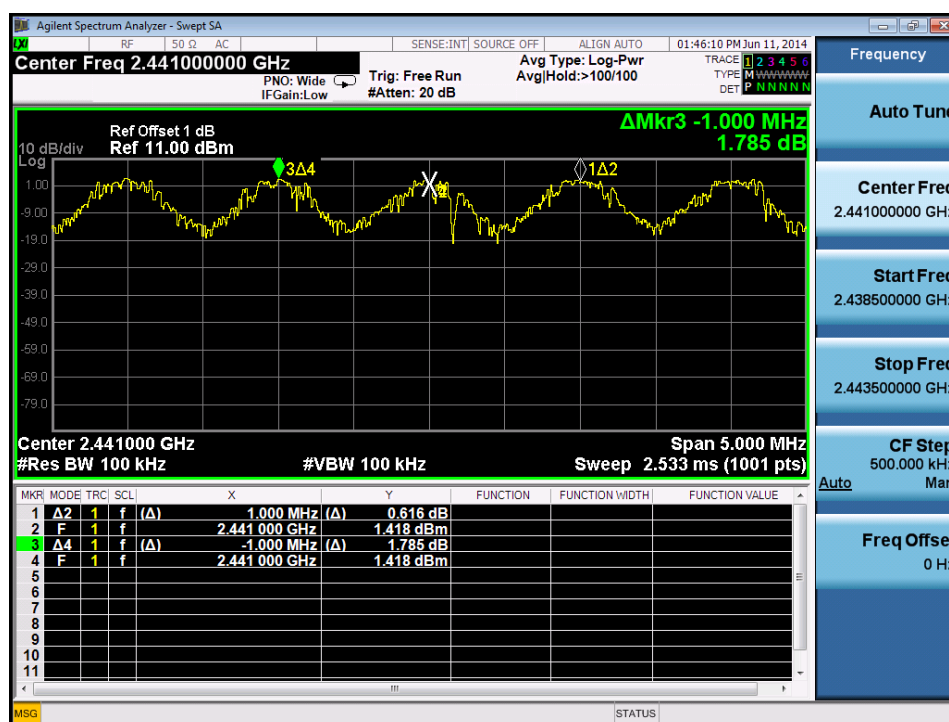 Agilent Spectrum Analyzer - Swept SA
LXI RF 50 Ω AC SENSE:INT SOURCE OFF ALIGN AUTO 01:46:10 PM Jun 11, 2014
Center Freq 2.441000000 GHz
PNO: Wide
IFGain:Low
Trig: Free Run
#Atten: 20 dB
Avg Type: Log-Pwr
Avg|Hold:>100/100
TRACE 1 2 3 4 5 6
TYPE M WWWWW
DET P N N N N N
ΔMkr3 -1.000 MHz
1.785 dB
Ref Offset 1 dB
10 dB/div Ref 11.00 dBm
Log
3Δ4
1Δ2
1.00
-9.00
-19.0
-29.0
-39.0
-49.0
-59.0
-69.0
-79.0
Center 2.441000 GHz Span 5.000 MHz
#Res BW 100 kHz #VBW 100 kHz Sweep 2.533 ms (1001 pts)
MKR MODE TRC SCL X Y FUNCTION FUNCTION WIDTH FUNCTION VALUE
1 Δ2 1 f (Δ) 1.000 MHz (Δ) 0.616 dB
2 F 1 f 2.441 000 GHz 1.418 dBm
3 Δ4 1 f (Δ) -1.000 MHz (Δ) 1.785 dB
4 F 1 f 2.441 000 GHz 1.418 dBm
5
6
7
8
9
10
11
MSG STATUS
Frequency
Auto Tune
Center Freq
2.441000000 GHz
Start Freq
2.438500000 GHz
Stop Freq
2.443500000 GHz
CF Step
500.000 kHz
Auto Man
Freq Offset
0 Hz